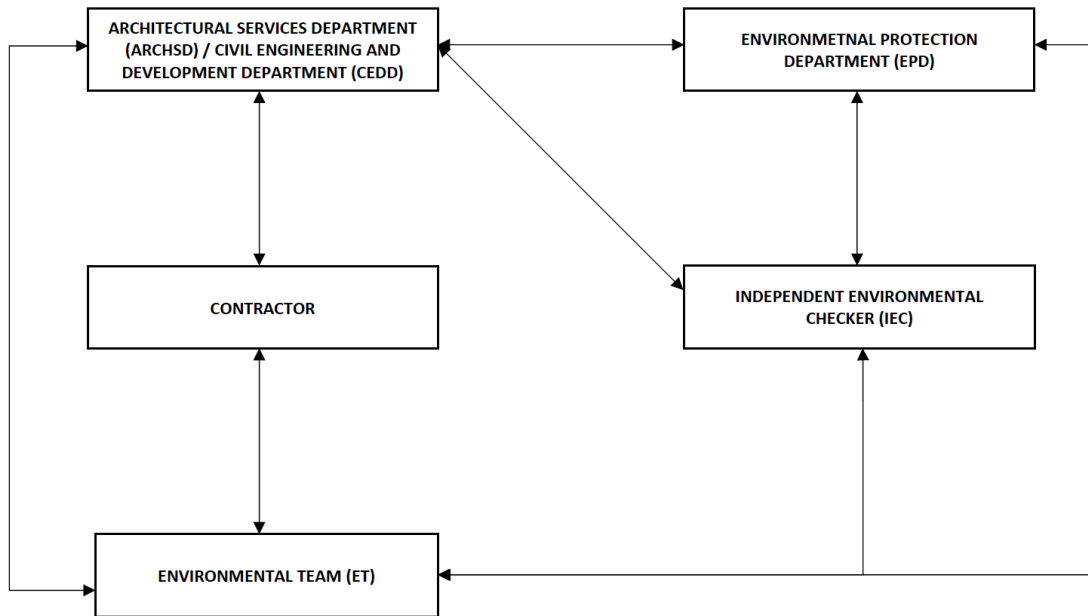 ARCHITECTURAL SERVICES DEPARTMENT
(ARCHSD) / CIVIL ENGINEERING AND
DEVELOPMENT DEPARTMENT (CEDD)
ENVIRONMETNAL PROTECTION
DEPARTMENT (EPD)
CONTRACTOR
INDEPENDENT ENVIRONMENTAL
CHECKER (IEC)
ENVIRONMENTAL TEAM (ET)